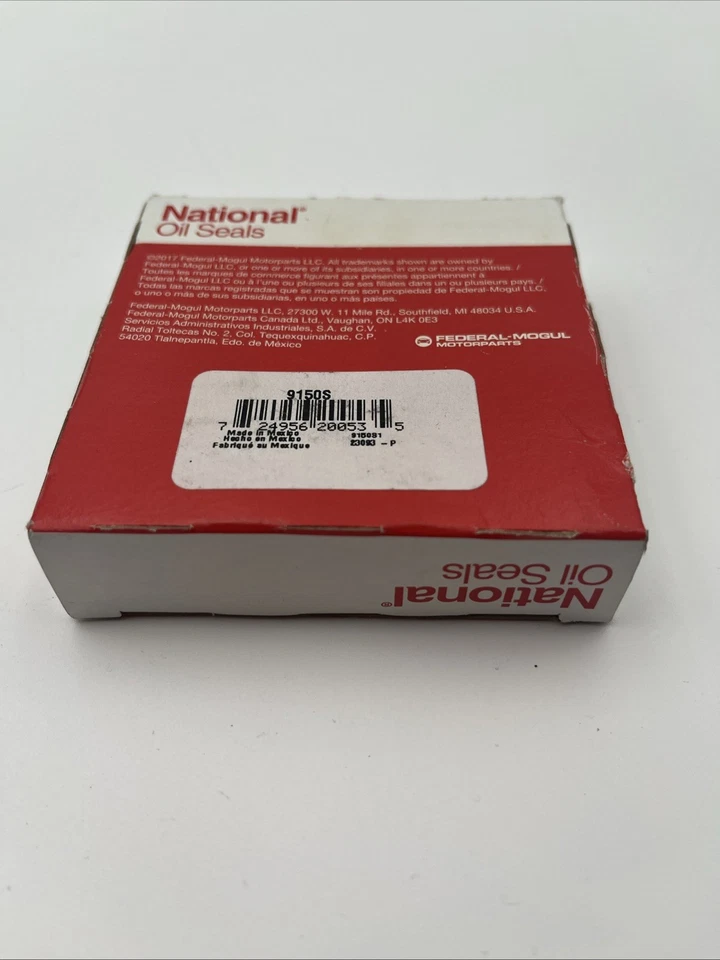 National®
Oil Seals
©2017 Federal-Mogul Motorparts LLC. All trademarks shown are owned by
Federal-Mogul LLC, or one or more of its subsidiaries, in one or more countries. /
Toutes les marques de commerce figurant aux présentes appartiennent à
Federal-Mogul LLC ou à l'une ou plusieurs de ses filiales dans un ou plusieurs pays. /
Todas las marcas registradas que se muestran son propiedad de Federal-Mogul LLC,
o uno o más de sus subsidiarias, en uno o más países.
Federal-Mogul Motorparts LLC, 27300 W. 11 Mile Rd., Southfield, MI 48034 U.S.A.
Federal-Mogul Motorparts Canada Ltd., Vaughan, ON L4K 0E3
Servicios Administrativos Industriales, S.A. de C.V.
Radial Toltecas No. 2, Col. Tequexquinahuac, C.P.
54020 Tlalnepantla, Edo. de México
FEDERAL-MOGUL
MOTORPARTS
9150S
7 24956 20053 5
Made in Mexico
Hecho en Mexico
Fabriqué au Mexique
9150S1
23093 - P
National®
Oil Seals